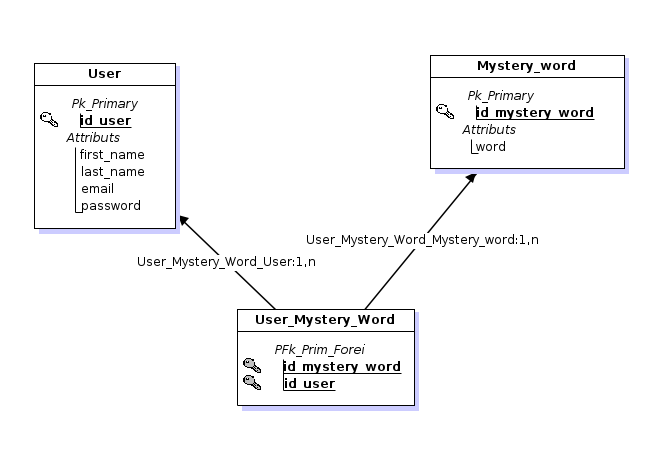 User
Pk_Primary
id_user
Attributs
first_name
last_name
email
password
Mystery_word
Pk_Primary
id_mystery_word
Attributs
word
User_Mystery_Word_Mystery_word:1,n
User_Mystery_Word_User:1,n
User_Mystery_Word
PFk_Prim_Forei
id_mystery_word
id_user